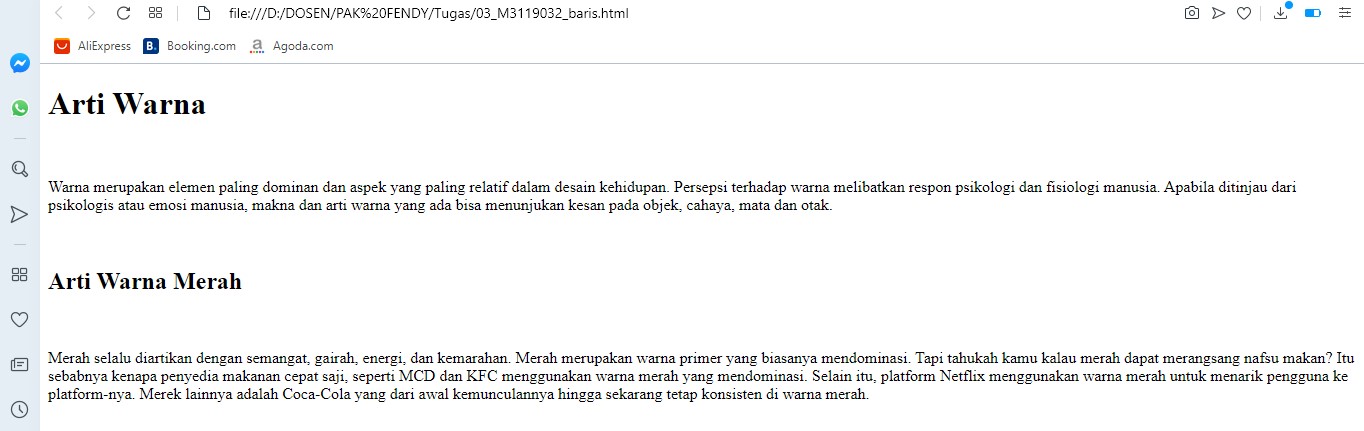 file:///D:/DOSEN/PAK%20FENDY/Tugas/03_M3119032_baris.html
AliExpress B. Booking.com a Agoda.com
Arti Warna
Warna merupakan elemen paling dominan dan aspek yang paling relatif dalam desain kehidupan. Persepsi terhadap warna melibatkan respon psikologi dan fisiologi manusia. Apabila ditinjau dari
psikologis atau emosi manusia, makna dan arti warna yang ada bisa menunjukan kesan pada objek, cahaya, mata dan otak.
Arti Warna Merah
Merah selalu diartikan dengan semangat, gairah, energi, dan kemarahan. Merah merupakan warna primer yang biasanya mendominasi. Tapi tahukah kamu kalau merah dapat merangsang nafsu makan? Itu
sebabnya kenapa penyedia makanan cepat saji, seperti MCD dan KFC menggunakan warna merah yang mendominasi. Selain itu, platform Netflix menggunakan warna merah untuk menarik pengguna ke
platform-nya. Merek lainnya adalah Coca-Cola yang dari awal kemunculannya hingga sekarang tetap konsisten di warna merah.